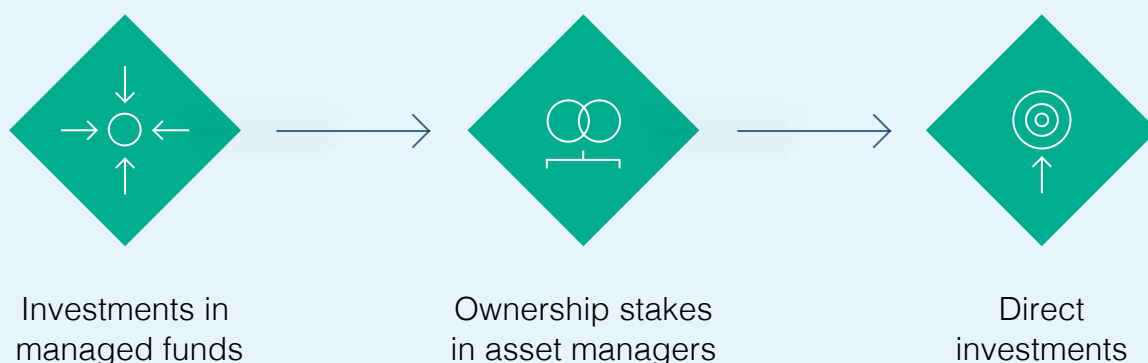 Investments in
managed funds
Ownership stakes
in asset managers
Direct
investments